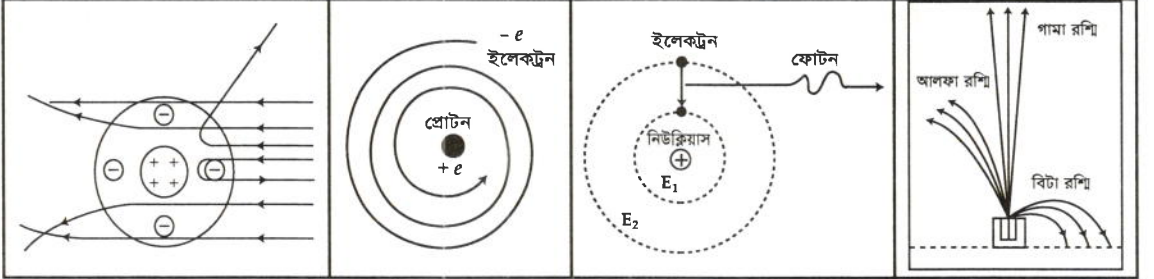 − e
ইলেকট্রন
প্রোটন
+ e
ইলেকট্রন
ফোটন
নিউক্লিয়াস
E₁
E₂
গামা রশ্মি
আলফা রশ্মি
বিটা রশ্মি